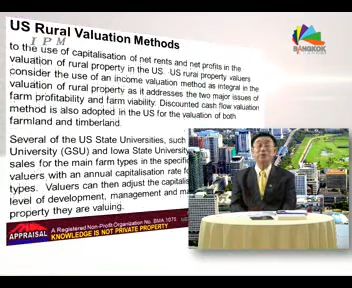 US Rural Valuation Methods
I P M
to the use of capitalisation of net rents and net profits in the
valuation of rural property in the US. US rural property valuers
consider the use of an income valuation method as integral in the
valuation of rural property as it addresses the two major issues of
farm profitability and farm viability. Discounted cash flow valuation
method is also adopted in the US for the valuation of both
farmland and timberland.
Several of the US State Universities, such
University (GSU) and Iowa State University
sales for the main farm types in the specific
valuers with an annual capitalisation rate
types. Valuers can then adjust the
level of development, management and
property they are valuing.
APPRAISAL
A Registered Non-Profit Organization No. BMA 1075
KNOWLEDGE IS NOT PRIVATE PROPERTY
BANGKOK